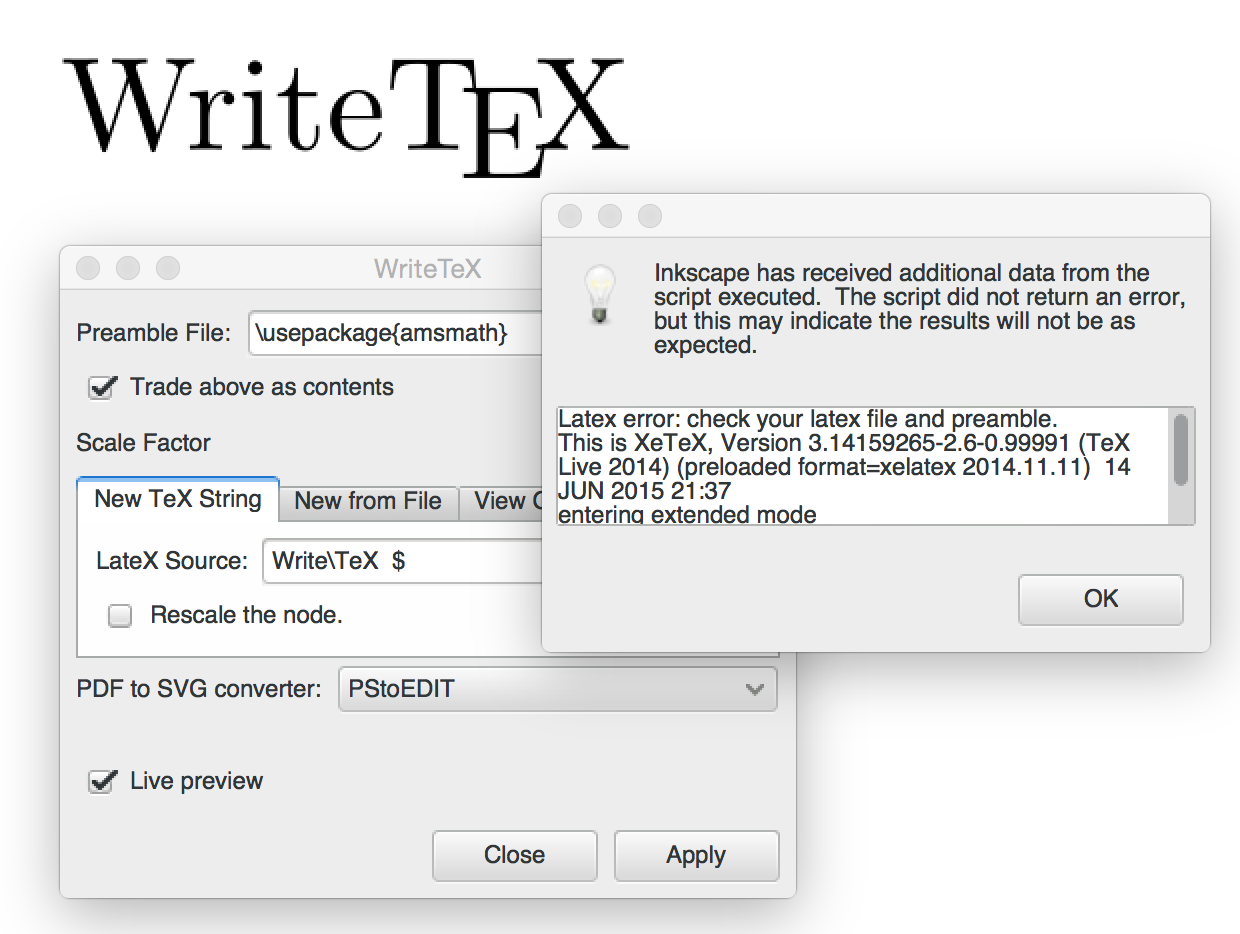 WriteTEX
WriteTeX
Preamble File: \usepackage{amsmath}
Trade above as contents
Scale Factor
New TeX String New from File View
LateX Source: Write\TeX  $
Rescale the node.
PDF to SVG converter: PStoEDIT
Live preview
Close Apply
Inkscape has received additional data from the
script executed.  The script did not return an error,
but this may indicate the results will not be as
expected.
Latex error: check your latex file and preamble.
This is XeTeX, Version 3.14159265-2.6-0.99991 (TeX
Live 2014) (preloaded format=xelatex 2014.11.11)  14
JUN 2015 21:37
entering extended mode
OK